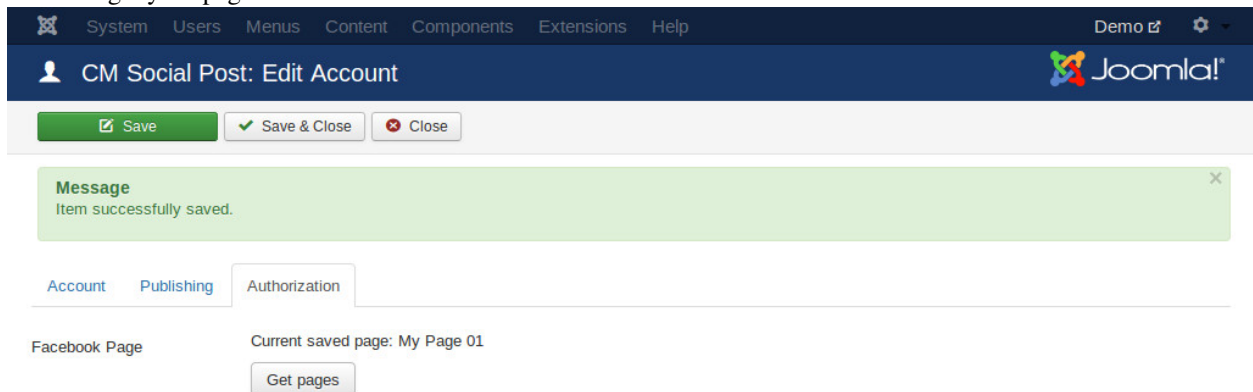 System Users Menus Content Components Extensions Help Demo
CM Social Post: Edit Account Joomla!
Save Save & Close Close
Message
Item successfully saved.
Account Publishing Authorization
Facebook Page Current saved page: My Page 01
Get pages